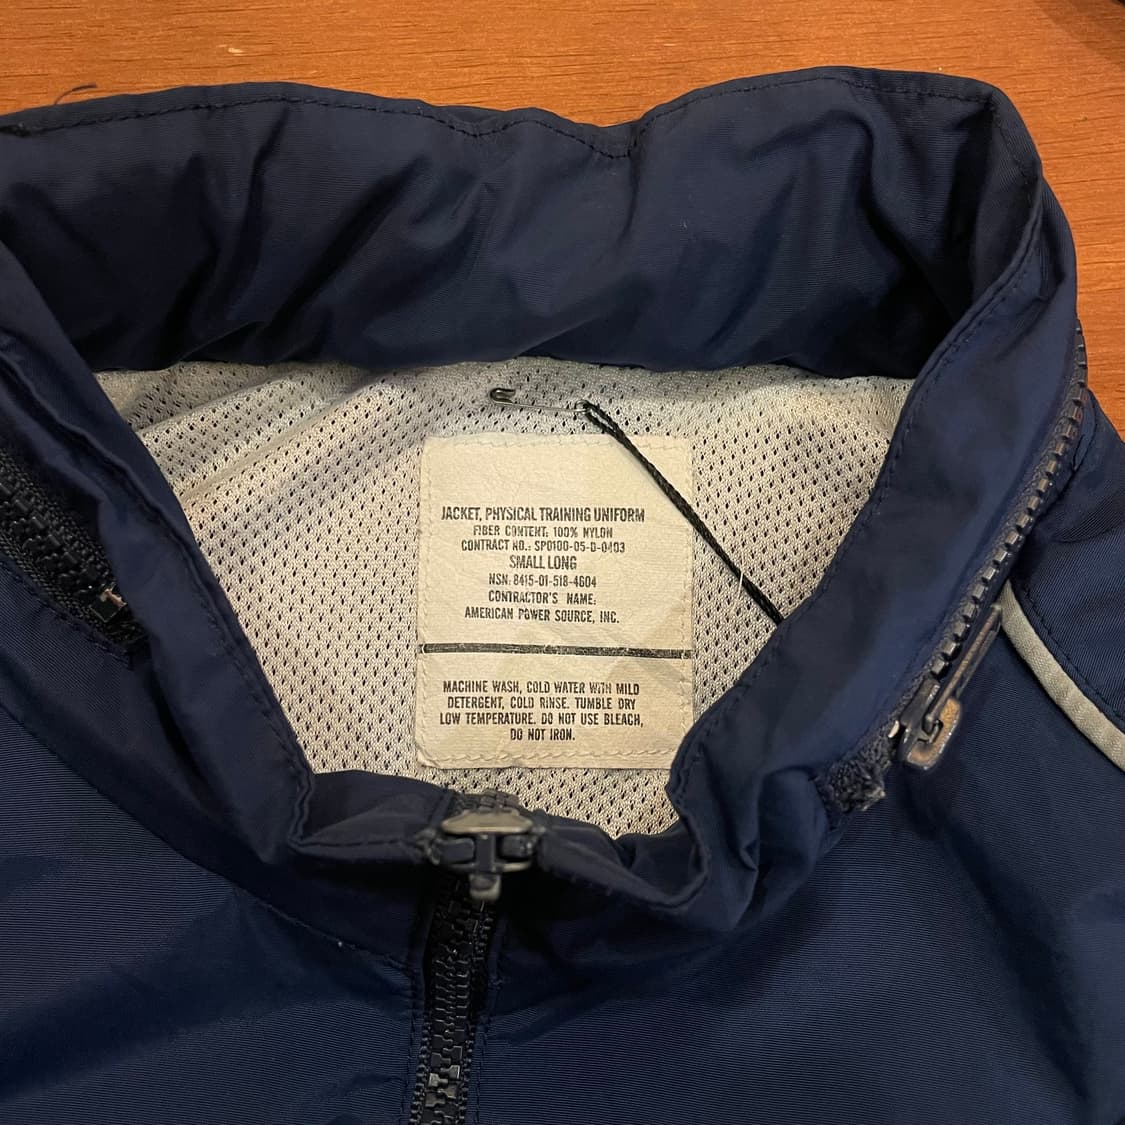 JACKET, PHYSICAL TRAINING UNIFORM
FIBER CONTENT: 100% NYLON
CONTRACT NO.: SP0100-05-D-0403
SMALL LONG
NSN: 8415-01-518-4604
CONTRACTOR'S NAME:
AMERICAN POWER SOURCE, INC.
MACHINE WASH, COLD WATER WITH MILD
DETERGENT, COLD RINSE. TUMBLE DRY
LOW TEMPERATURE. DO NOT USE BLEACH,
DO NOT IRON.